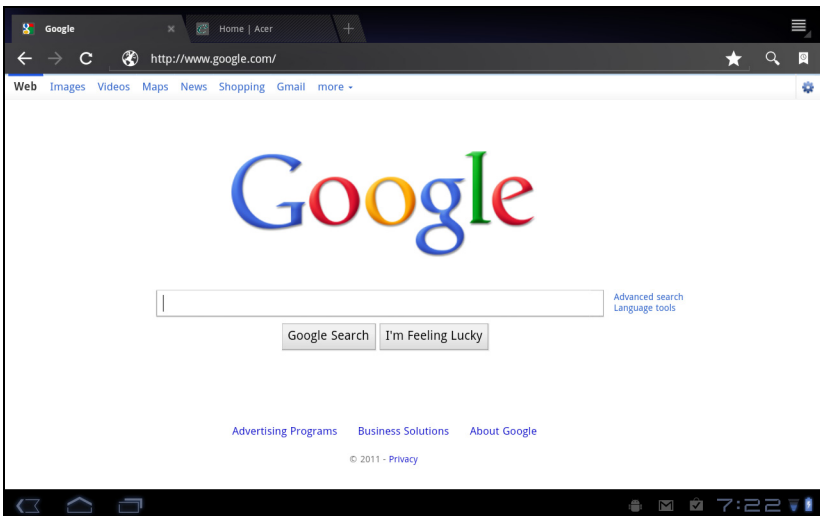 Google Home | Acer
http://www.google.com/
Web Images Videos Maps News Shopping Gmail more
Google
Advanced search
Language tools
Google Search I'm Feeling Lucky
Advertising Programs Business Solutions About Google
© 2011 - Privacy
7:22